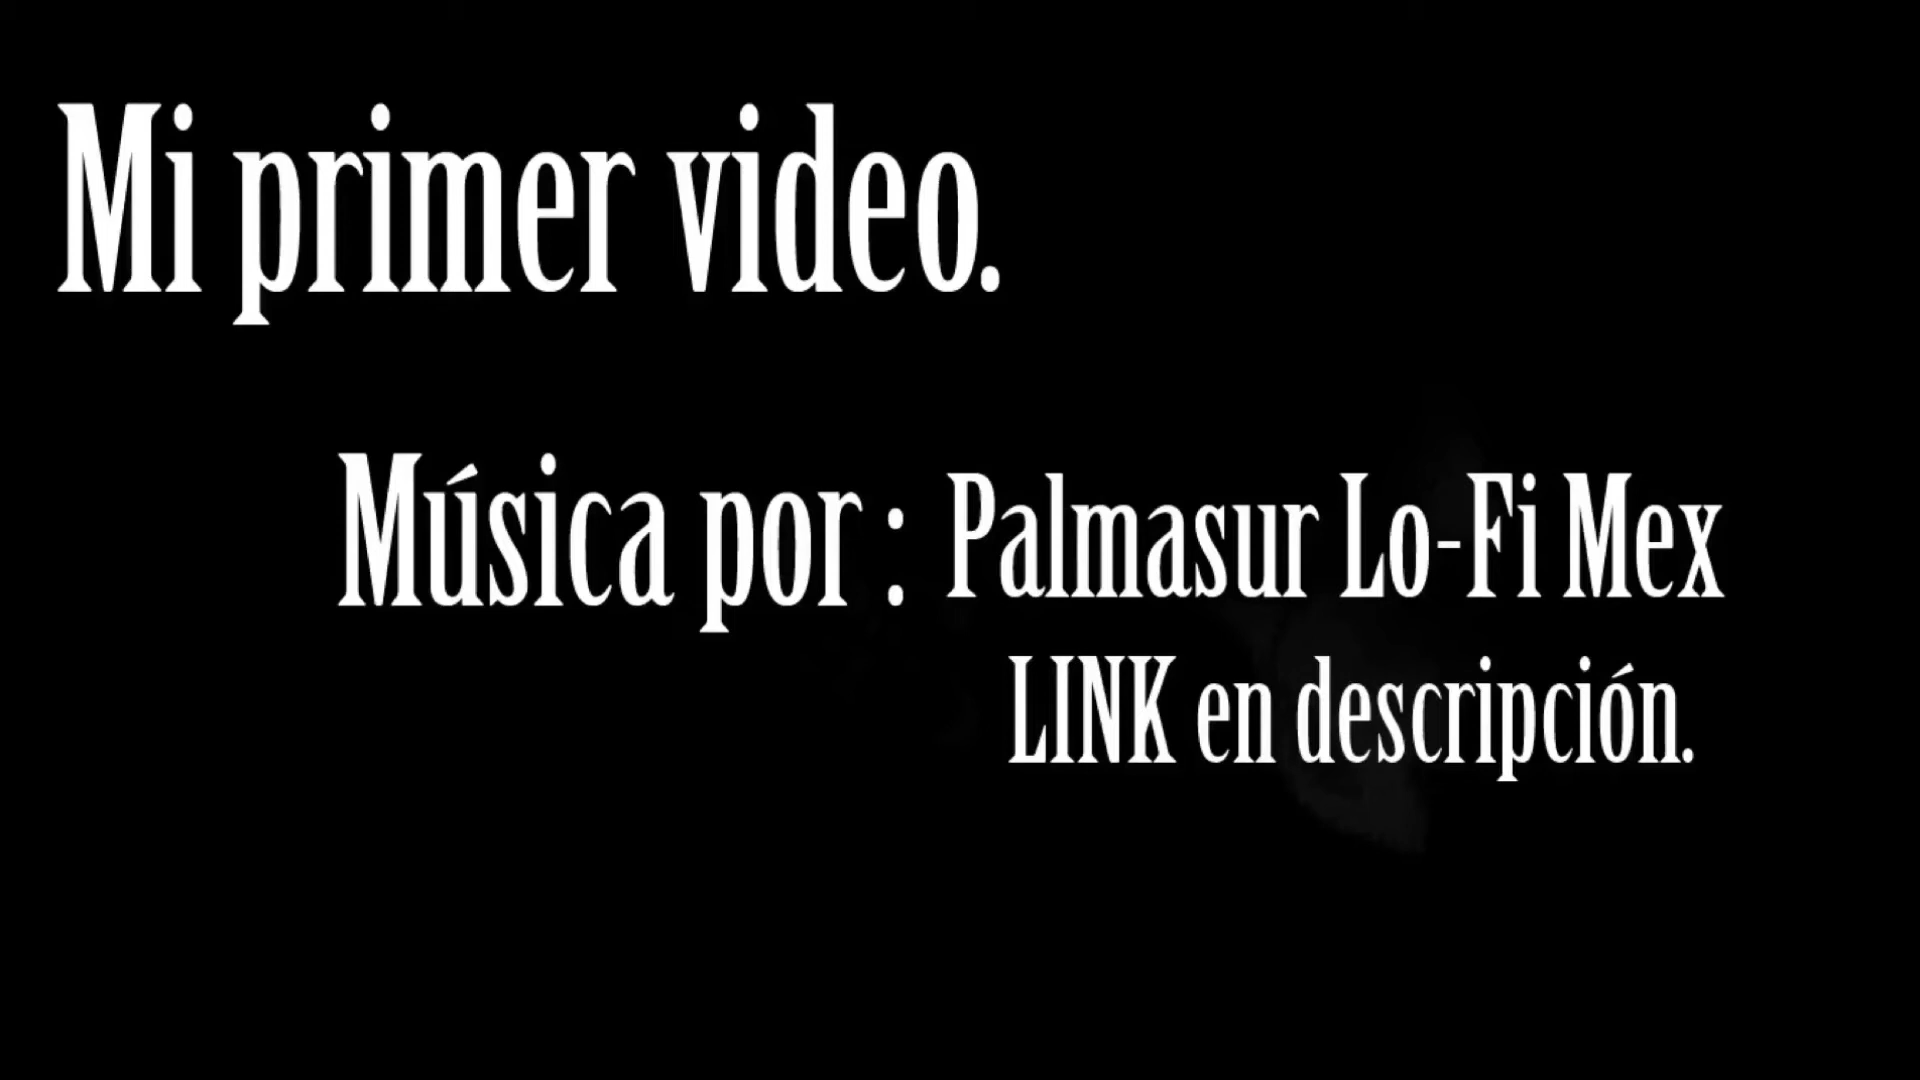 Mi primer video.
Música por : Palmasur Lo-Fi Mex
LINK en descripción.